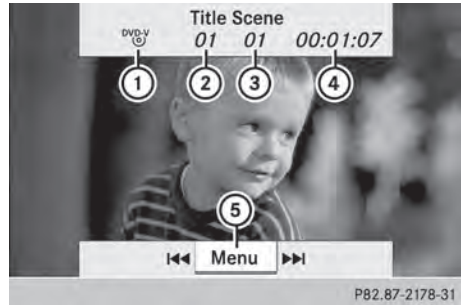 Title Scene
DVD-V 01 01 00:01:07
1 2 3 4
5
Menu
P82.87-2178-31